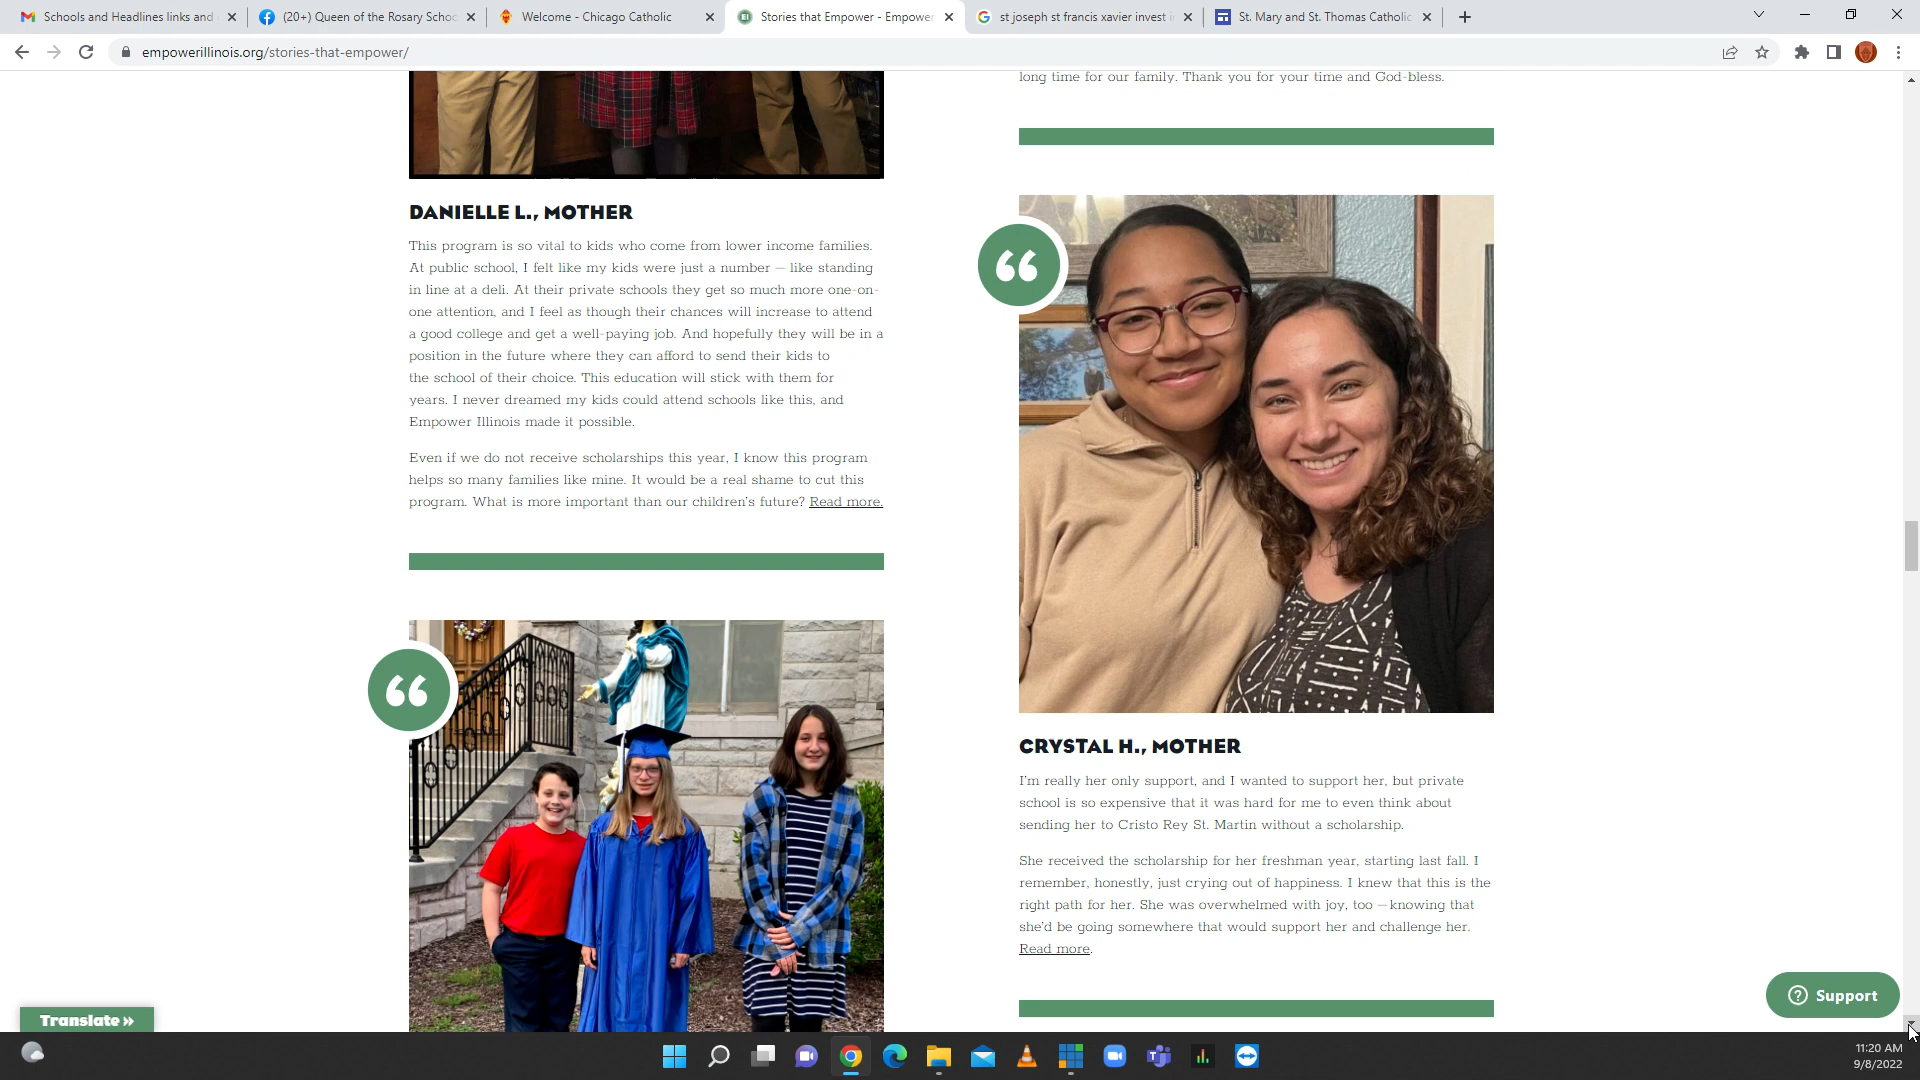 Schools and Headlines links and
(20+) Queen of the Rosary Schoo
Welcome - Chicago Catholic
Stories that Empower - Empower
st joseph st francis xavier invest i
St. Mary and St. Thomas Catholic
empowerillinois.org/stories-that-empower/
DANIELLE L., MOTHER
This program is so vital to kids who come from lower income families.
At public school, I felt like my kids were just a number – like standing
in line at a deli. At their private schools they get so much more one-on-
one attention, and I feel as though their chances will increase to attend
a good college and get a well-paying job. And hopefully they will be in a
position in the future where they can afford to send their kids to
the school of their choice. This education will stick with them for
years. I never dreamed my kids could attend schools like this, and
Empower Illinois made it possible.
Even if we do not receive scholarships this year, I know this program
helps so many families like mine. It would be a real shame to cut this
program. What is more important than our children's future? Read more.
long time for our family. Thank you for your time and God-bless.
CRYSTAL H., MOTHER
I'm really her only support, and I wanted to support her, but private
school is so expensive that it was hard for me to even think about
sending her to Cristo Rey St. Martin without a scholarship.
She received the scholarship for her freshman year, starting last fall. I
remember, honestly, just crying out of happiness. I knew that this is the
right path for her. She was overwhelmed with joy, too – knowing that
she'd be going somewhere that would support her and challenge her.
Read more.
Support
Translate »
11:20 AM
9/8/2022